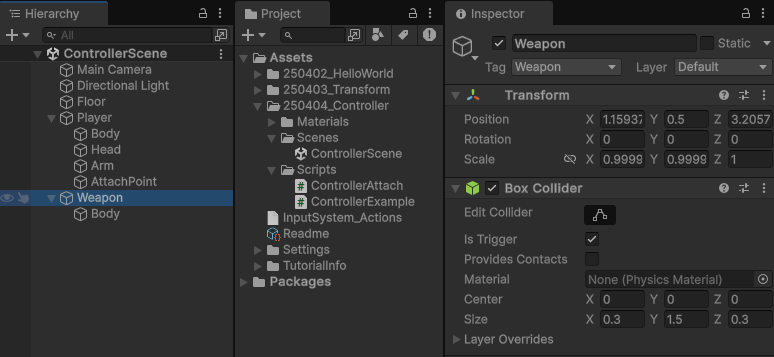 Hierarchy
All
ControllerScene
Main Camera
Directional Light
Floor
Player
Body
Head
Arm
AttachPoint
Weapon
Body
Project
Assets
250402_HelloWorld
250403_Transform
250404_Controller
Materials
Scenes
ControllerScene
Scripts
ControllerAttach
ControllerExample
InputSystem_Actions
Readme
Settings
TutorialInfo
Packages
Inspector
Weapon Static
Tag Weapon Layer Default
Transform
Position X 1.1593 Y 0.5 Z 3.2057
Rotation X 0 Y 0 Z 0
Scale X 0.9999 Y 0.9999 Z 1
Box Collider
Edit Collider
Is Trigger
Provides Contacts
Material None (Physics Material)
Center X 0 Y 0 Z 0
Size X 0.3 Y 1.5 Z 0.3
Layer Overrides